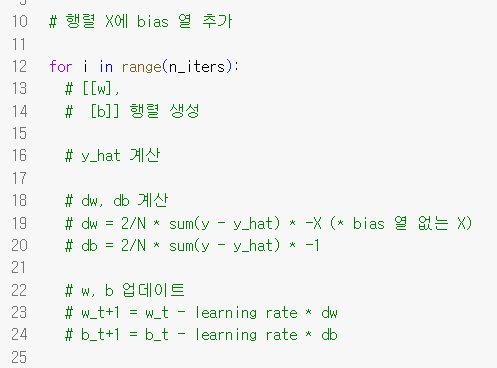 10 # 행렬 X에 bias 열 추가
11
12 for i in range(n_iters):
13 # [[w],
14 # [b]] 행렬 생성
15
16 # y_hat 계산
17
18 # dw, db 계산
19 # dw = 2/N * sum(y - y_hat) * -X (* bias 열 없는 X)
20 # db = 2/N * sum(y - y_hat) * -1
21
22 # w, b 업데이트
23 # w_t+1 = w_t - learning rate * dw
24 # b_t+1 = b_t - learning rate * db
25